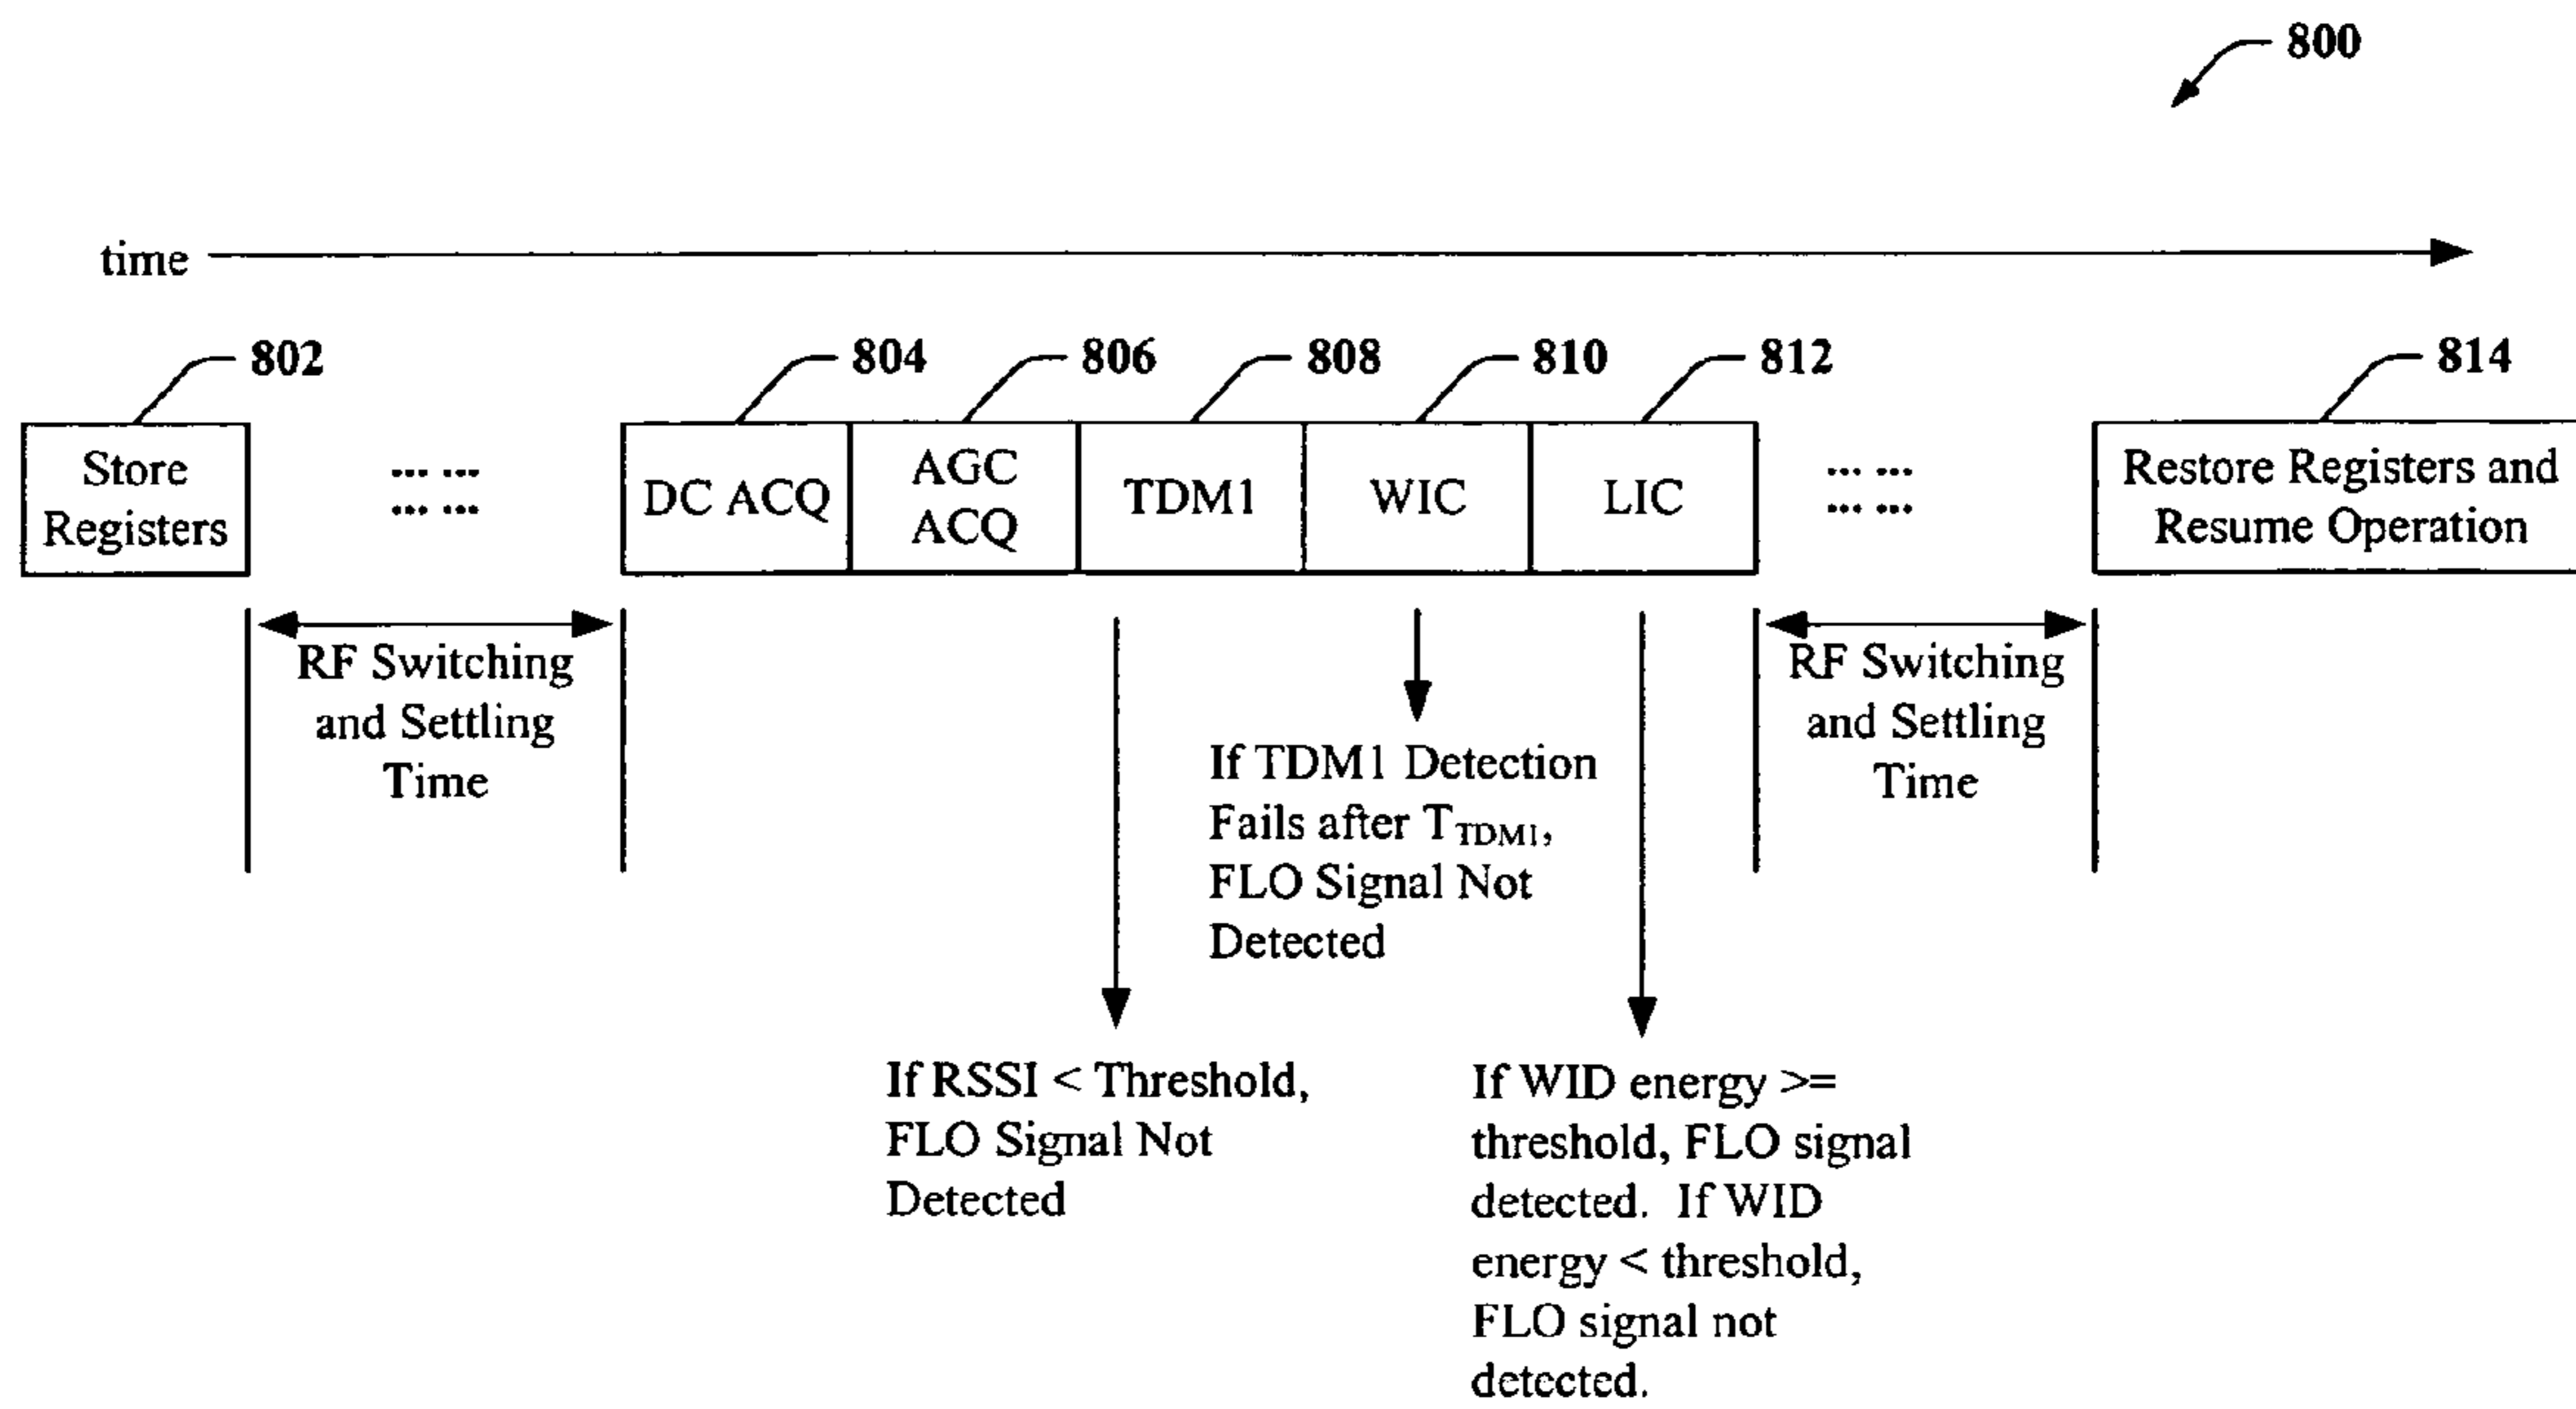 800
time
802
804
806
808
810
812
814
Store
Registers
... ...
... ...
DC ACQ
AGC
ACQ
TDM1
WIC
LIC
... ...
... ...
Restore Registers and
Resume Operation
RF Switching
and Settling
Time
If TDM1 Detection
Fails after T_TDM1,
FLO Signal Not
Detected
RF Switching
and Settling
Time
If RSSI < Threshold,
FLO Signal Not
Detected
If WID energy >=
threshold, FLO signal
detected. If WID
energy < threshold,
FLO signal not
detected.